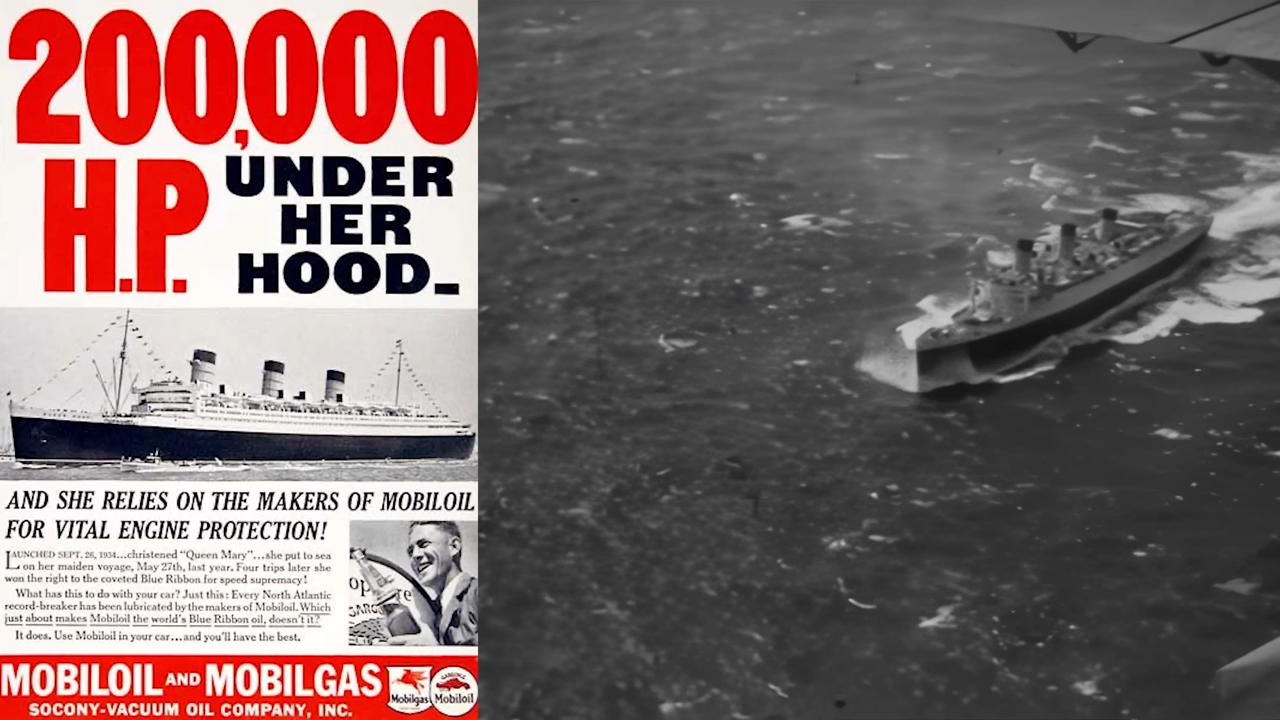 200,000
H.P. UNDER
HER
HOOD_
AND SHE RELIES ON THE MAKERS OF MOBILOIL
FOR VITAL ENGINE PROTECTION!
LAUNCHED SEPT. 26, 1934...christened “Queen Mary”...she put to sea
on her maiden voyage, May 27th, last year. Four trips later she
won the right to the coveted Blue Ribbon for speed supremacy!
What has this to do with your car? Just this: Every North Atlantic
record-breaker has been lubricated by the makers of Mobiloil. Which
just about makes Mobiloil the world's Blue Ribbon oil, doesn't it?
It does. Use Mobiloil in your car...and you'll have the best.
MOBILOIL AND MOBILGAS
SOCONY-VACUUM OIL COMPANY, INC.
Mobilgas
GARGOYLE
Mobiloil